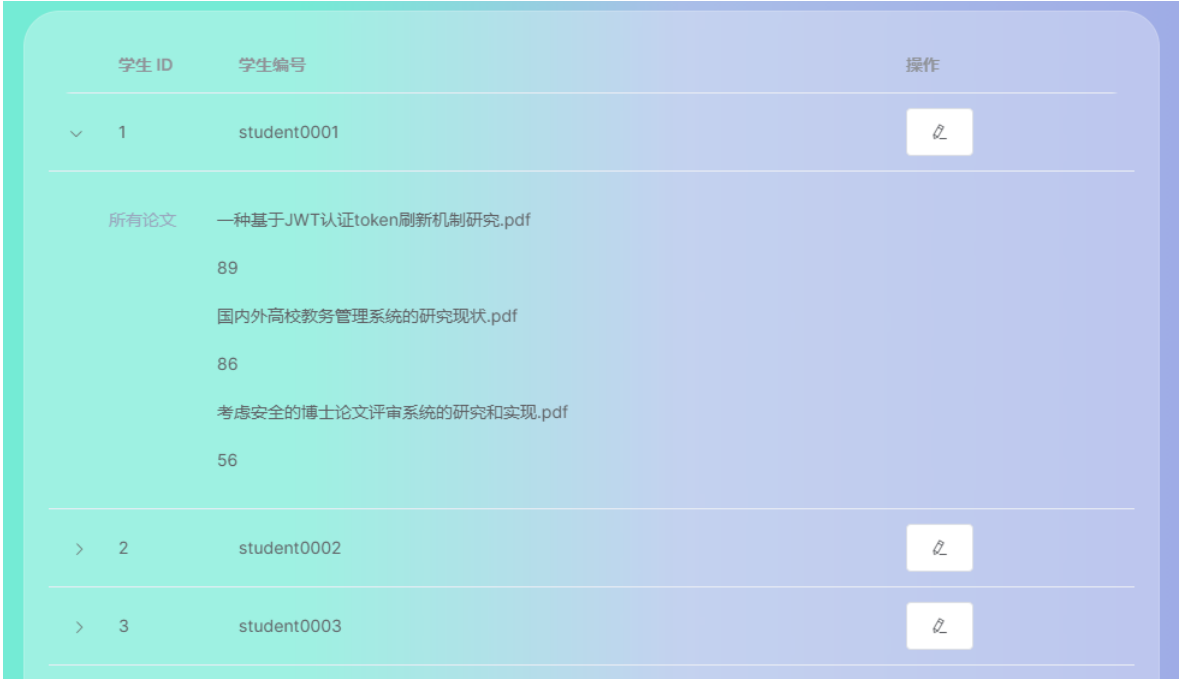 学生 ID 学生编号 操作
1 student0001
所有论文 一种基于JWT认证token刷新机制研究.pdf
89
国内外高校教务管理系统的研究现状.pdf
86
考虑安全的博士论文评审系统的研究和实现.pdf
56
2 student0002
3 student0003